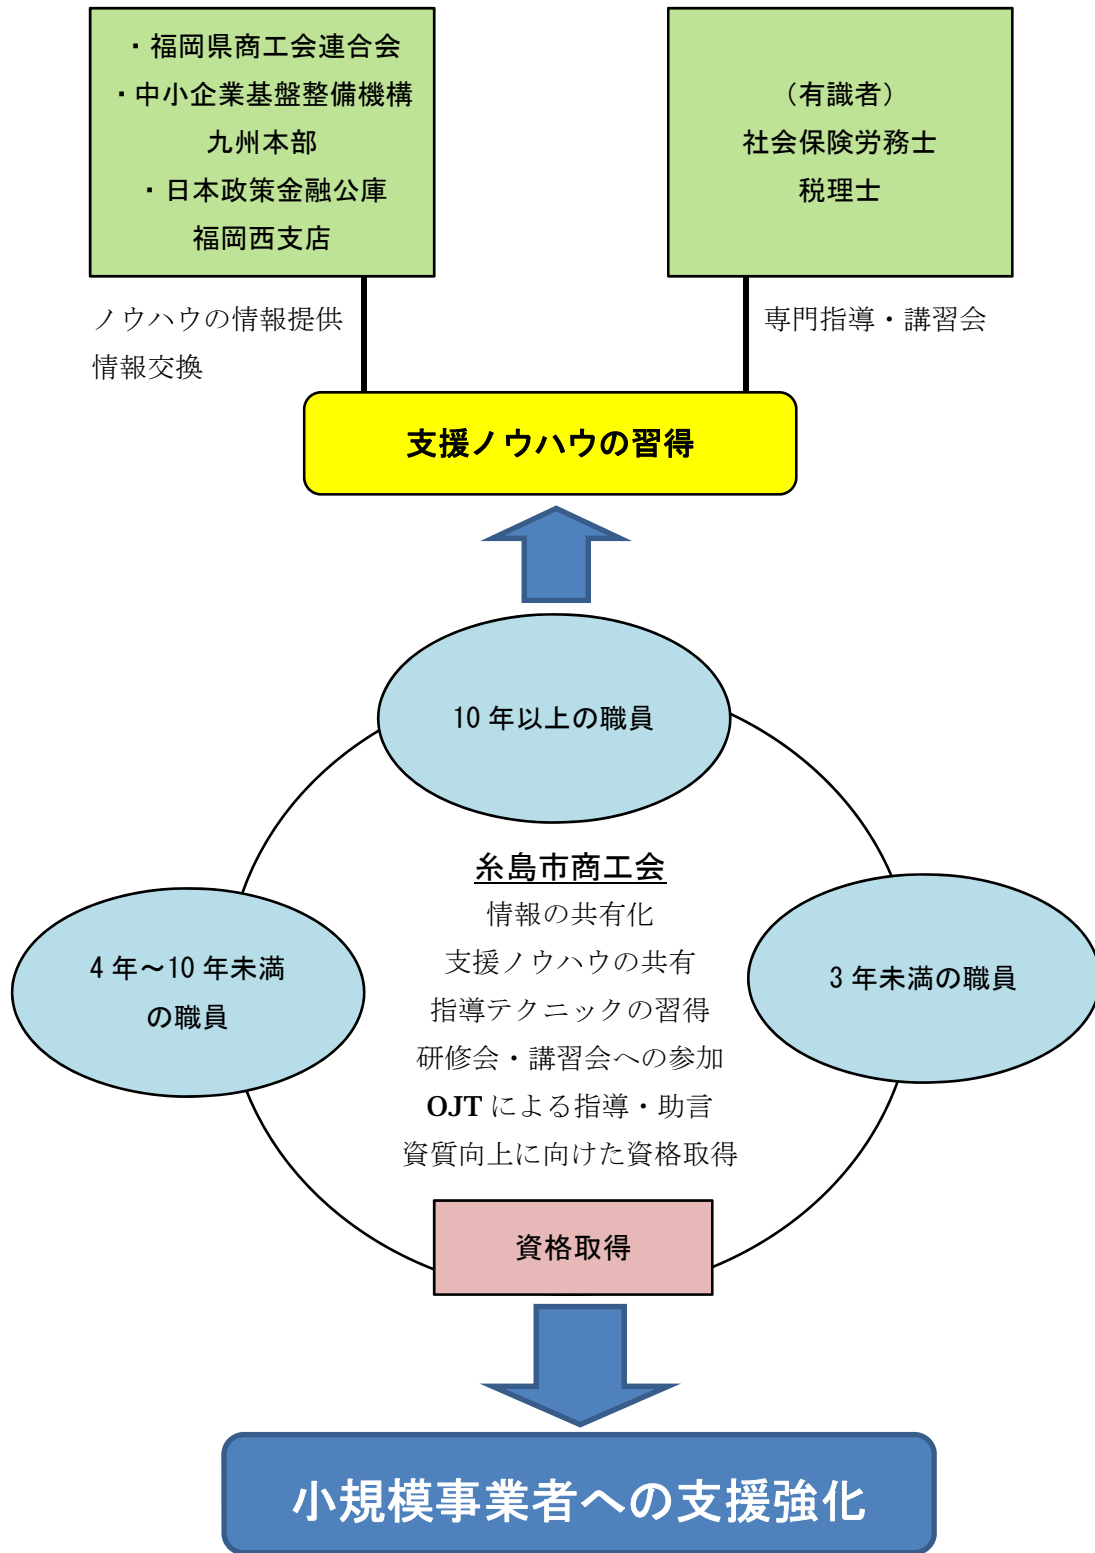 ・福岡県商工会連合会
・中小企業基盤整備機構
九州本部
・日本政策金融公庫
福岡西支店
（有識者）
社会保険労務士
税理士
ノウハウの情報提供
情報交換
専門指導・講習会
支援ノウハウの習得
10 年以上の職員
4 年～10 年未満
の職員
3 年未満の職員
糸島市商工会
情報の共有化
支援ノウハウの共有
指導テクニックの習得
研修会・講習会への参加
OJT による指導・助言
資質向上に向けた資格取得
資格取得
小規模事業者への支援強化